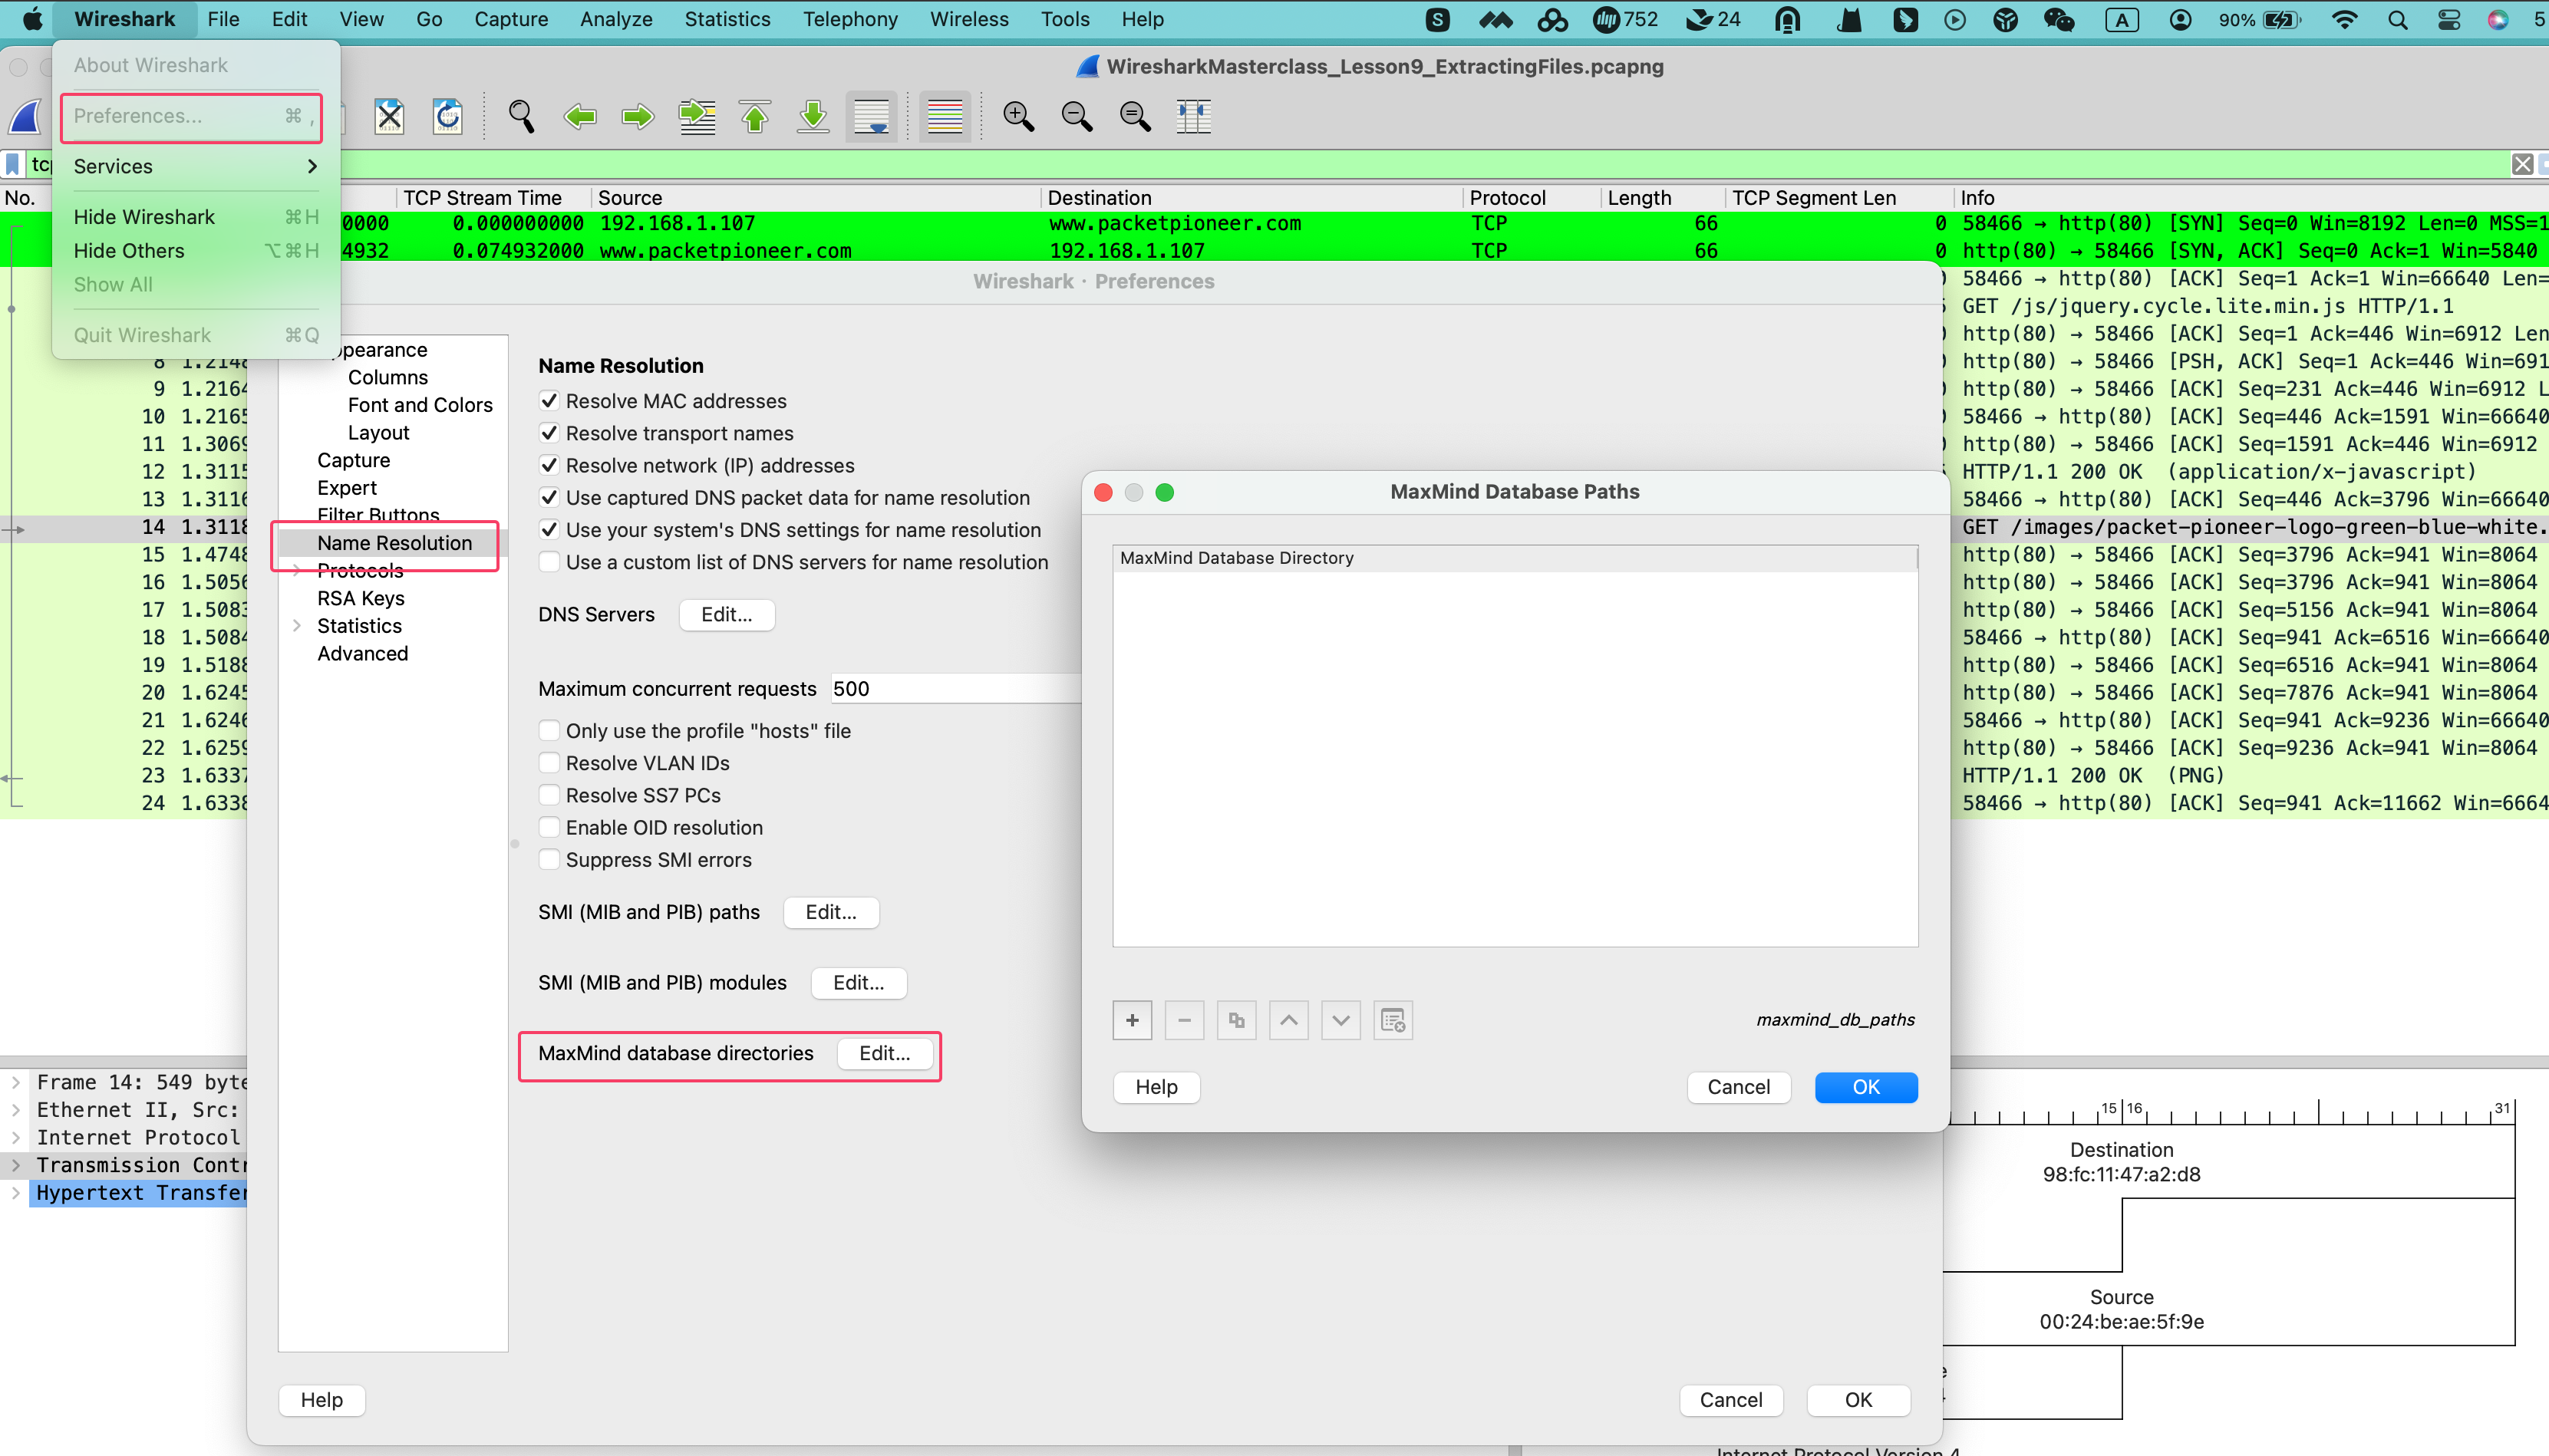 Wireshark File Edit View Go Capture Analyze Statistics Telephony Wireless Tools Help 752 24 A 90% 5
WiresharkMasterclass_Lesson9_ExtractingFiles.pcapng
About Wireshark
Preferences... ⌘ ,
Services
Hide Wireshark ⌘H
Hide Others ⌥⌘H
Show All
Quit Wireshark ⌘Q
tcp
No. TCP Stream Time Source Destination Protocol Length TCP Segment Len Info
0000 0.000000000 192.168.1.107 www.packetpioneer.com TCP 66 0 58466 → http(80) [SYN] Seq=0 Win=8192 Len=0 MSS=1
4932 0.074932000 www.packetpioneer.com 192.168.1.107 TCP 66 0 http(80) → 58466 [SYN, ACK] Seq=0 Ack=1 Win=5840
58466 → http(80) [ACK] Seq=1 Ack=1 Win=66640 Len=
GET /js/jquery.cycle.lite.min.js HTTP/1.1
http(80) → 58466 [ACK] Seq=1 Ack=446 Win=6912 Len
8 1.2148 http(80) → 58466 [PSH, ACK] Seq=1 Ack=446 Win=691
9 1.2164 http(80) → 58466 [ACK] Seq=231 Ack=446 Win=6912 L
10 1.2165 58466 → http(80) [ACK] Seq=446 Ack=1591 Win=66640
11 1.3069 http(80) → 58466 [ACK] Seq=1591 Ack=446 Win=6912
12 1.3115 HTTP/1.1 200 OK (application/x-javascript)
13 1.3116 58466 → http(80) [ACK] Seq=446 Ack=3796 Win=66640
14 1.3118 GET /images/packet-pioneer-logo-green-blue-white.
15 1.4748 http(80) → 58466 [ACK] Seq=3796 Ack=941 Win=8064
16 1.5056 http(80) → 58466 [ACK] Seq=3796 Ack=941 Win=8064
17 1.5083 http(80) → 58466 [ACK] Seq=5156 Ack=941 Win=8064
18 1.5084 58466 → http(80) [ACK] Seq=941 Ack=6516 Win=66640
19 1.5188 http(80) → 58466 [ACK] Seq=6516 Ack=941 Win=8064
20 1.6245 http(80) → 58466 [ACK] Seq=7876 Ack=941 Win=8064
21 1.6246 58466 → http(80) [ACK] Seq=941 Ack=9236 Win=66640
22 1.6259 http(80) → 58466 [ACK] Seq=9236 Ack=941 Win=8064
23 1.6337 HTTP/1.1 200 OK (PNG)
24 1.6338 58466 → http(80) [ACK] Seq=941 Ack=11662 Win=6664
Wireshark · Preferences
ppearance
Columns
Font and Colors
Layout
Capture
Expert
Filter Buttons
Name Resolution
Protocols
RSA Keys
Statistics
Advanced
Name Resolution
Resolve MAC addresses
Resolve transport names
Resolve network (IP) addresses
Use captured DNS packet data for name resolution
Use your system's DNS settings for name resolution
Use a custom list of DNS servers for name resolution
DNS Servers Edit...
Maximum concurrent requests 500
Only use the profile "hosts" file
Resolve VLAN IDs
Resolve SS7 PCs
Enable OID resolution
Suppress SMI errors
SMI (MIB and PIB) paths Edit...
SMI (MIB and PIB) modules Edit...
MaxMind database directories Edit...
Help Cancel OK
MaxMind Database Paths
MaxMind Database Directory
maxmind_db_paths
Help Cancel OK
Frame 14: 549 byte
Ethernet II, Src:
Internet Protocol
Transmission Contr
Hypertext Transfer
15 16 31
Destination
98:fc:11:47:a2:d8
Source
00:24:be:ae:5f:9e
Internet Protocol Version 4